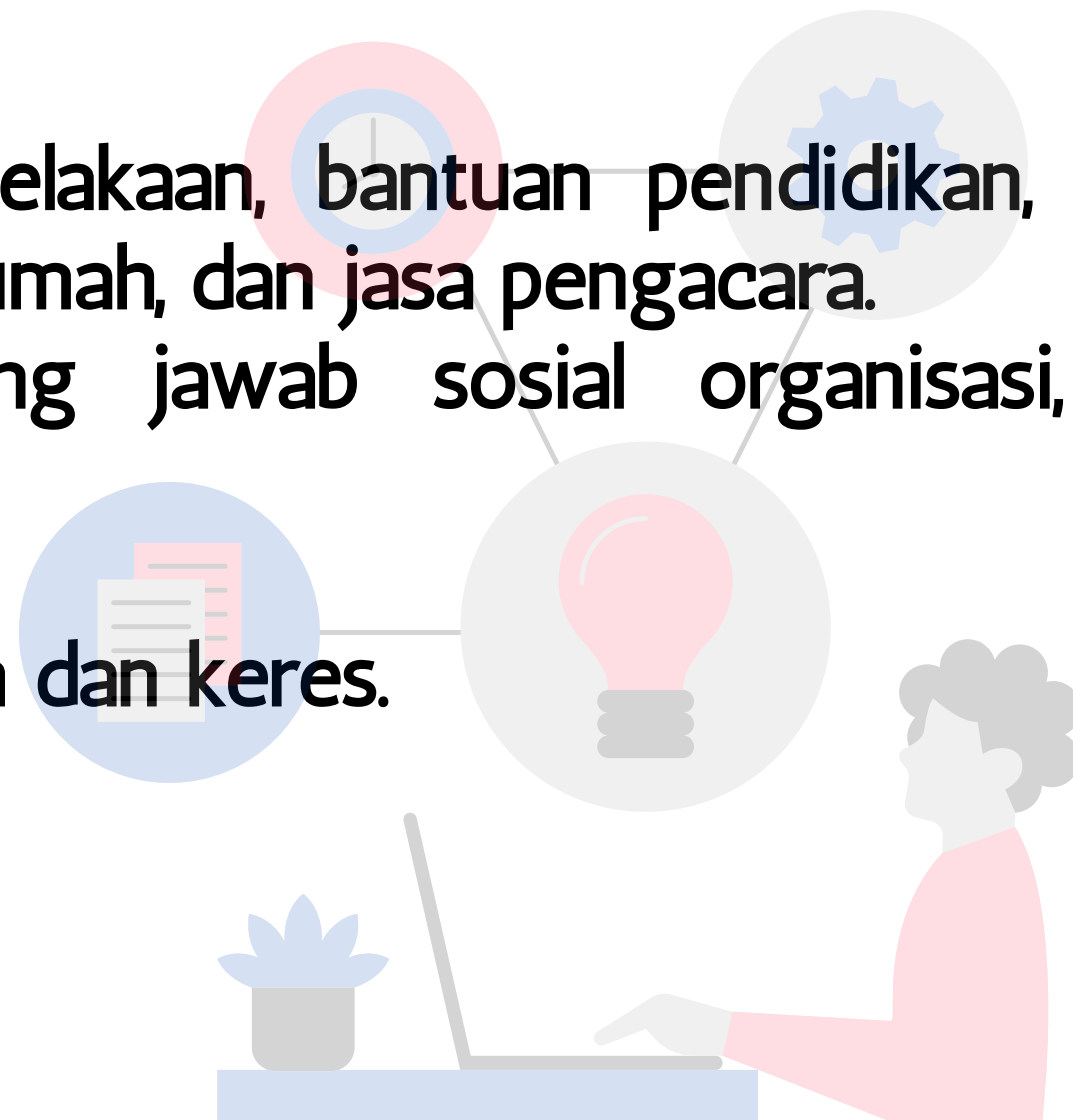 elakaan, bantuan pendidikan,
umah, dan jasa pengacara.
ng jawab sosial organisasi,
dan keres.